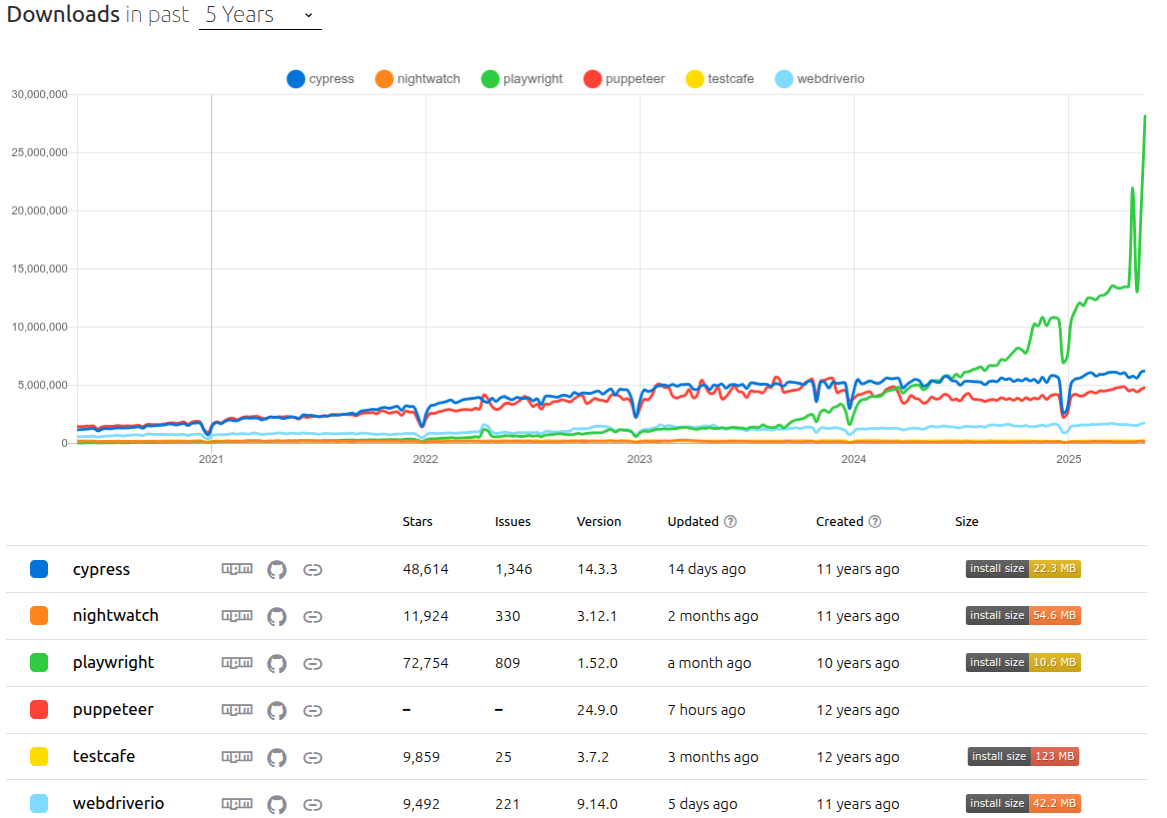 Downloads in past 5 Years
cypress nightwatch playwright puppeteer testcafe webdriverio
30,000,000
25,000,000
20,000,000
15,000,000
10,000,000
5,000,000
0
2021 2022 2023 2024 2025
Stars Issues Version Updated ? Created ? Size
cypress npm 48,614 1,346 14.3.3 14 days ago 11 years ago install size 22.3 MB
nightwatch npm 11,924 330 3.12.1 2 months ago 11 years ago install size 54.6 MB
playwright npm 72,754 809 1.52.0 a month ago 10 years ago install size 10.6 MB
puppeteer npm – – 24.9.0 7 hours ago 12 years ago
testcafe npm 9,859 25 3.7.2 3 months ago 12 years ago install size 123 MB
webdriverio npm 9,492 221 9.14.0 5 days ago 11 years ago install size 42.2 MB